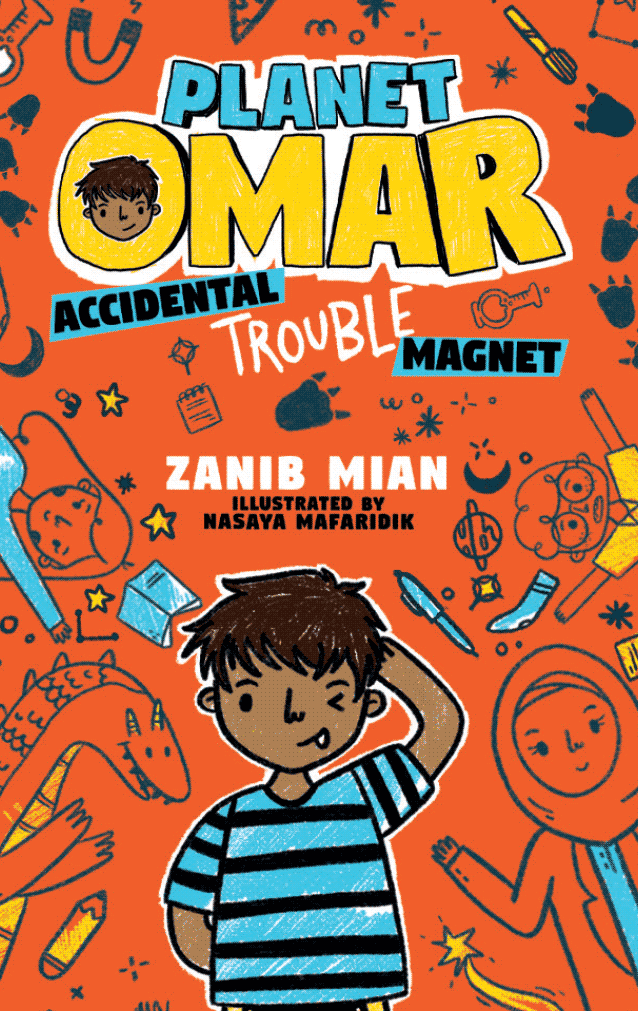 PLANET
OMAR
ACCIDENTAL
TROUBLE
MAGNET
ZANIB MIAN
ILLUSTRATED BY
NASAYA MAFARIDIK